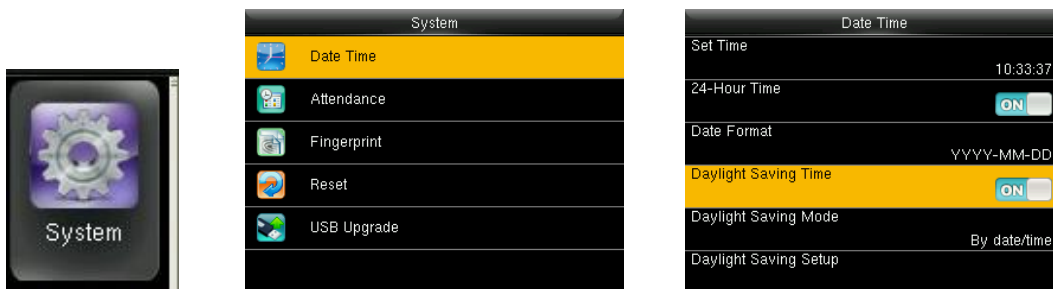 System
System
Date Time
Attendance
Fingerprint
Reset
USB Upgrade
Date Time
Set Time
10:33:37
24-Hour Time
ON
Date Format
YYYY-MM-DD
Daylight Saving Time
ON
Daylight Saving Mode
By date/time
Daylight Saving Setup